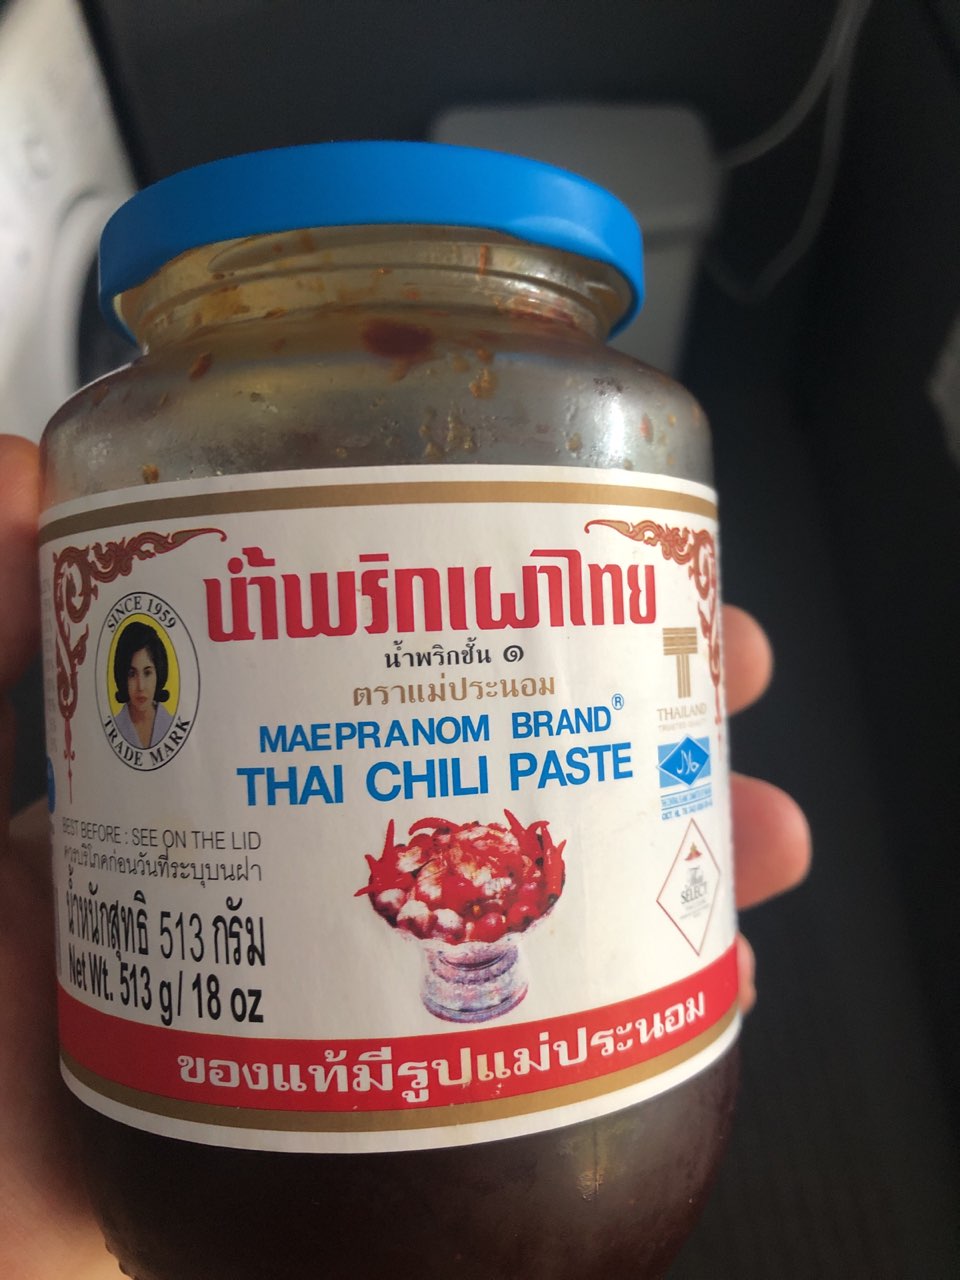 น้ำพริกเผาไทย
น้ำพริกชั้น ๑
ตราแม่ประนอม
MAEPRANOM BRAND®
THAI CHILI PASTE
SINCE 1959
TRADE MARK
THAILAND
Thai
SELECT
BEST BEFORE : SEE ON THE LID
ควรบริโภคก่อนวันที่ระบุบนฝา
น้ำหนักสุทธิ 513 กรัม
Net Wt. 513 g/ 18 oz
ของแท้มีรูปแม่ประนอม